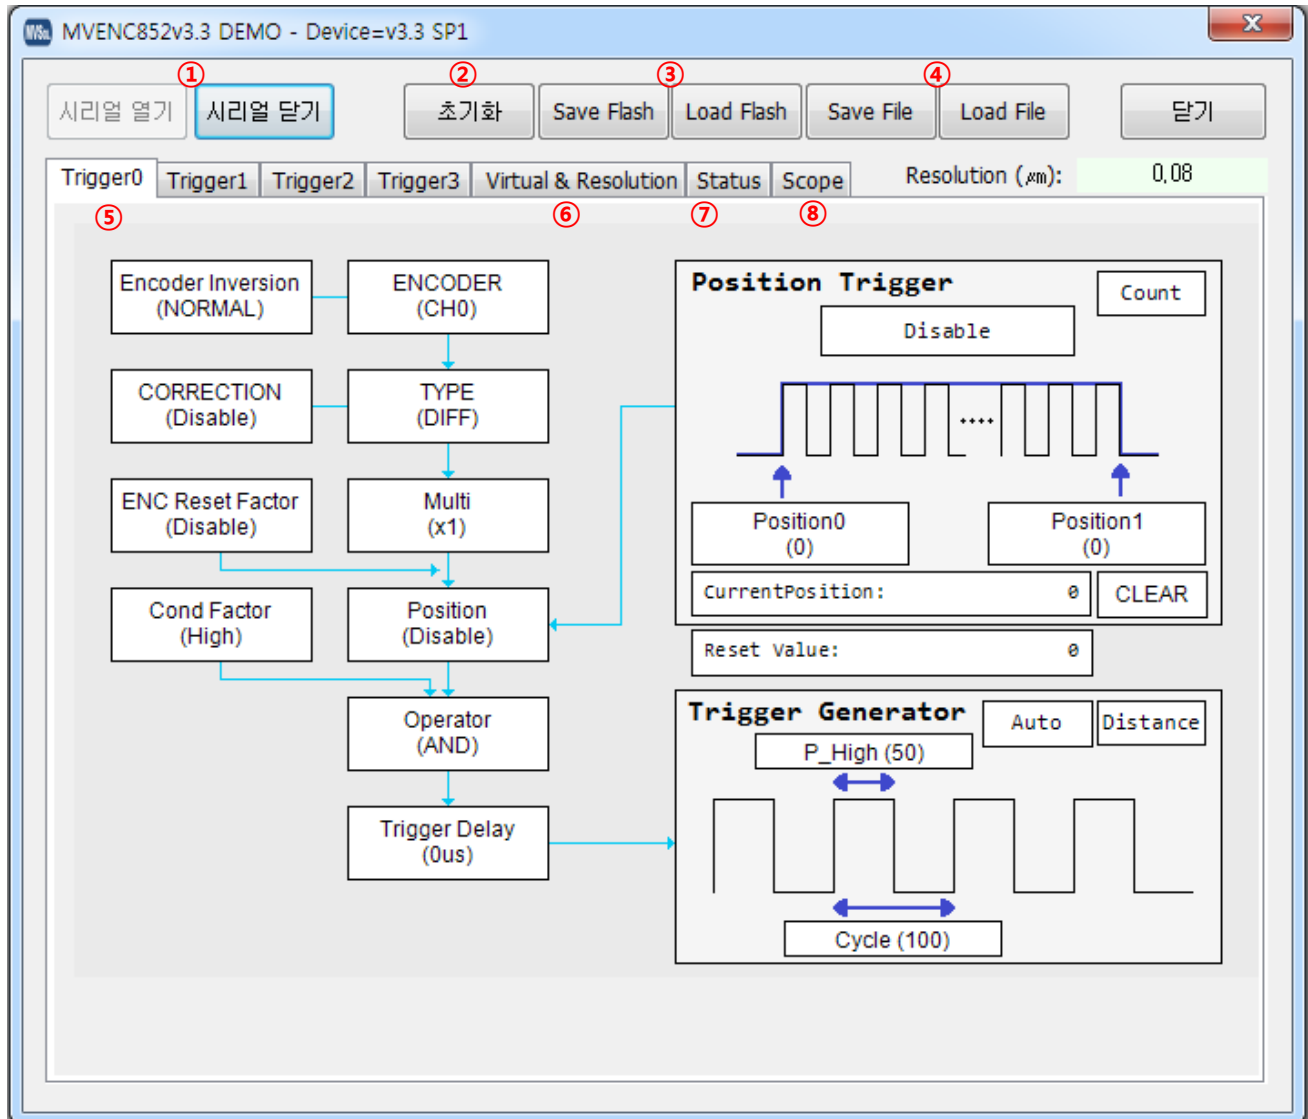 MVSOL MVENC852v3.3 DEMO - Device=v3.3 SP1
① ② ③ ④
시리얼 열기 시리얼 닫기 초기화 Save Flash Load Flash Save File Load File 닫기
Trigger0 Trigger1 Trigger2 Trigger3 Virtual & Resolution Status Scope Resolution (㎛): 0,08
⑤ ⑥ ⑦ ⑧
Encoder Inversion
(NORMAL)
ENCODER
(CH0)
CORRECTION
(Disable)
TYPE
(DIFF)
ENC Reset Factor
(Disable)
Multi
(x1)
Cond Factor
(High)
Position
(Disable)
Operator
(AND)
Trigger Delay
(0us)
Position Trigger
Count
Disable
Position0
(0)
Position1
(0)
CurrentPosition: 0
CLEAR
Reset Value: 0
Trigger Generator
Auto
Distance
P_High (50)
Cycle (100)